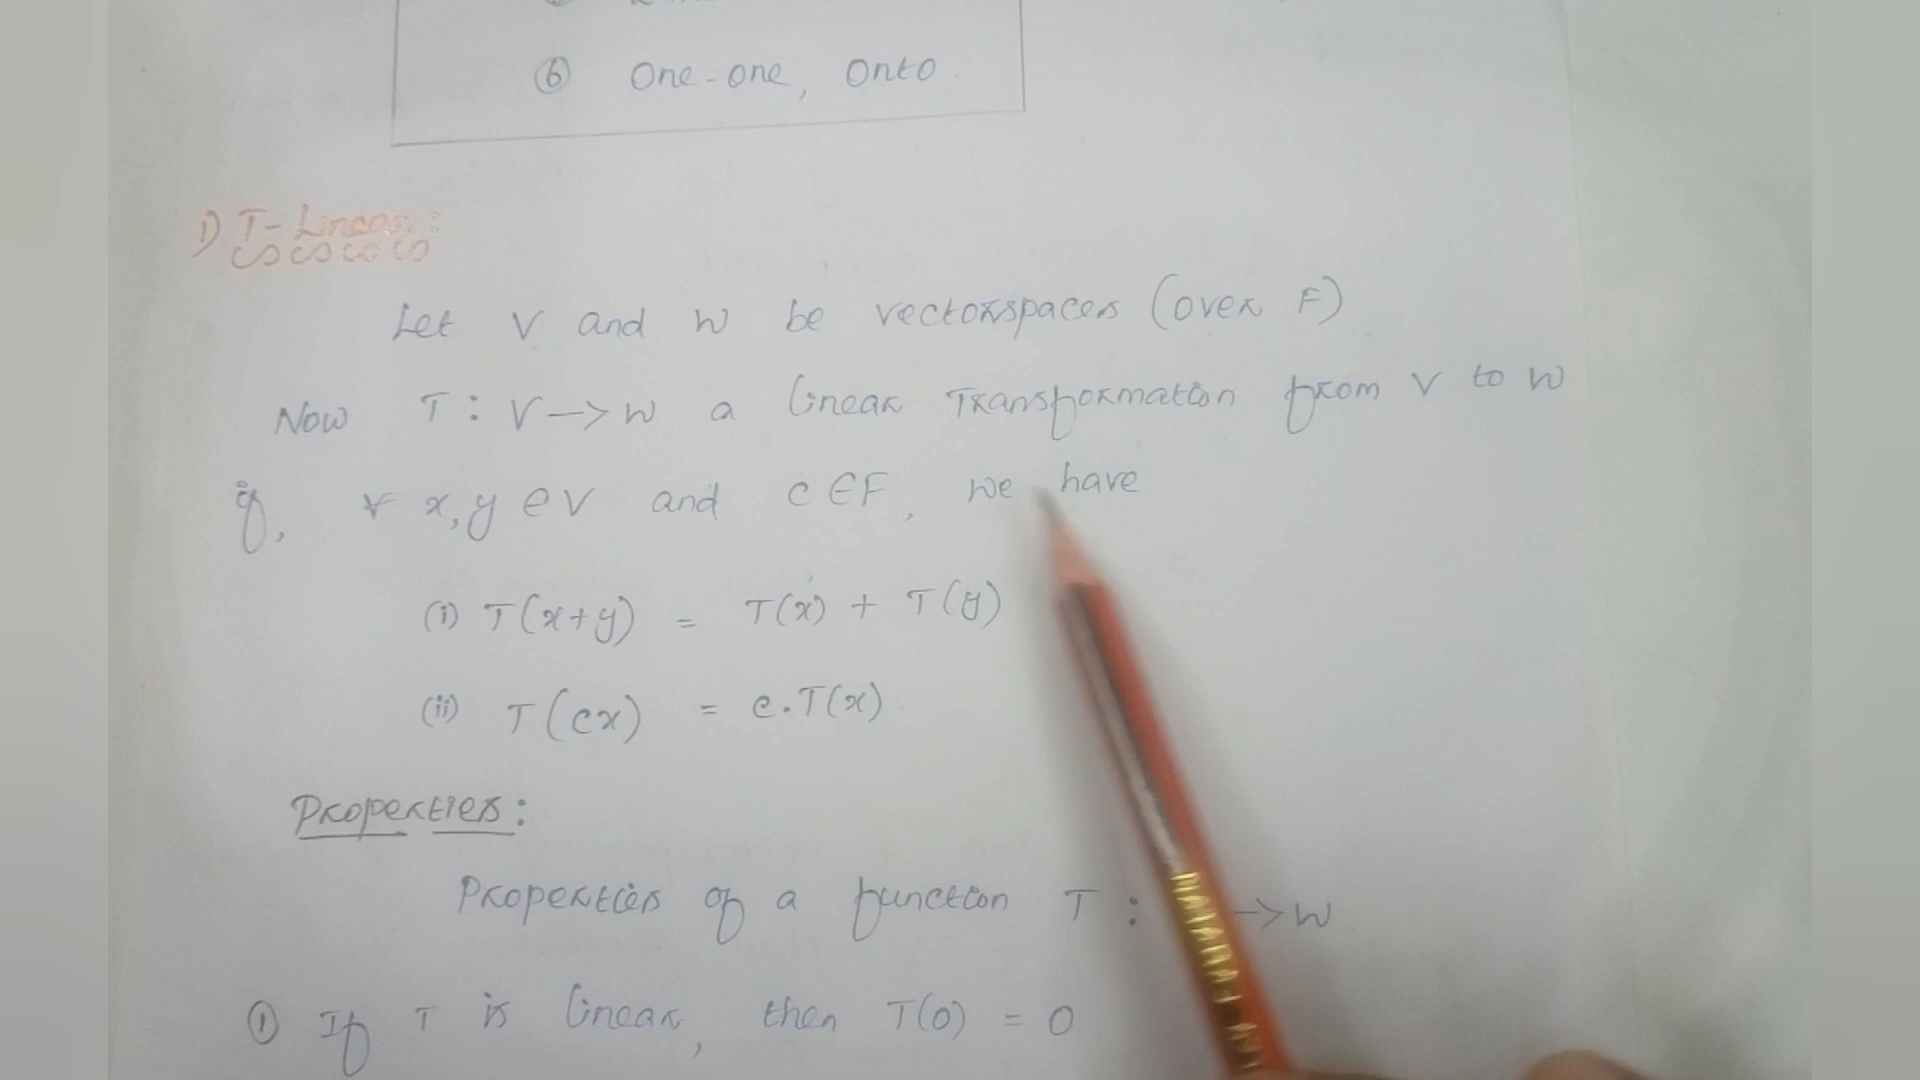 ⑥ One-one, Onto.
1) T- Linear:
Let V and W be vectorspaces (over F)
Now T : V → W a linear Transformation from V to W
if, ∀ x, y ∈ V and c ∈ F, we have
(i) T(x+y) = T(x) + T(y)
(ii) T(cx) = c.T(x)
Properties:
Properties of a function T : → W
① If T is linear, then T(0) = 0
NATARAJ